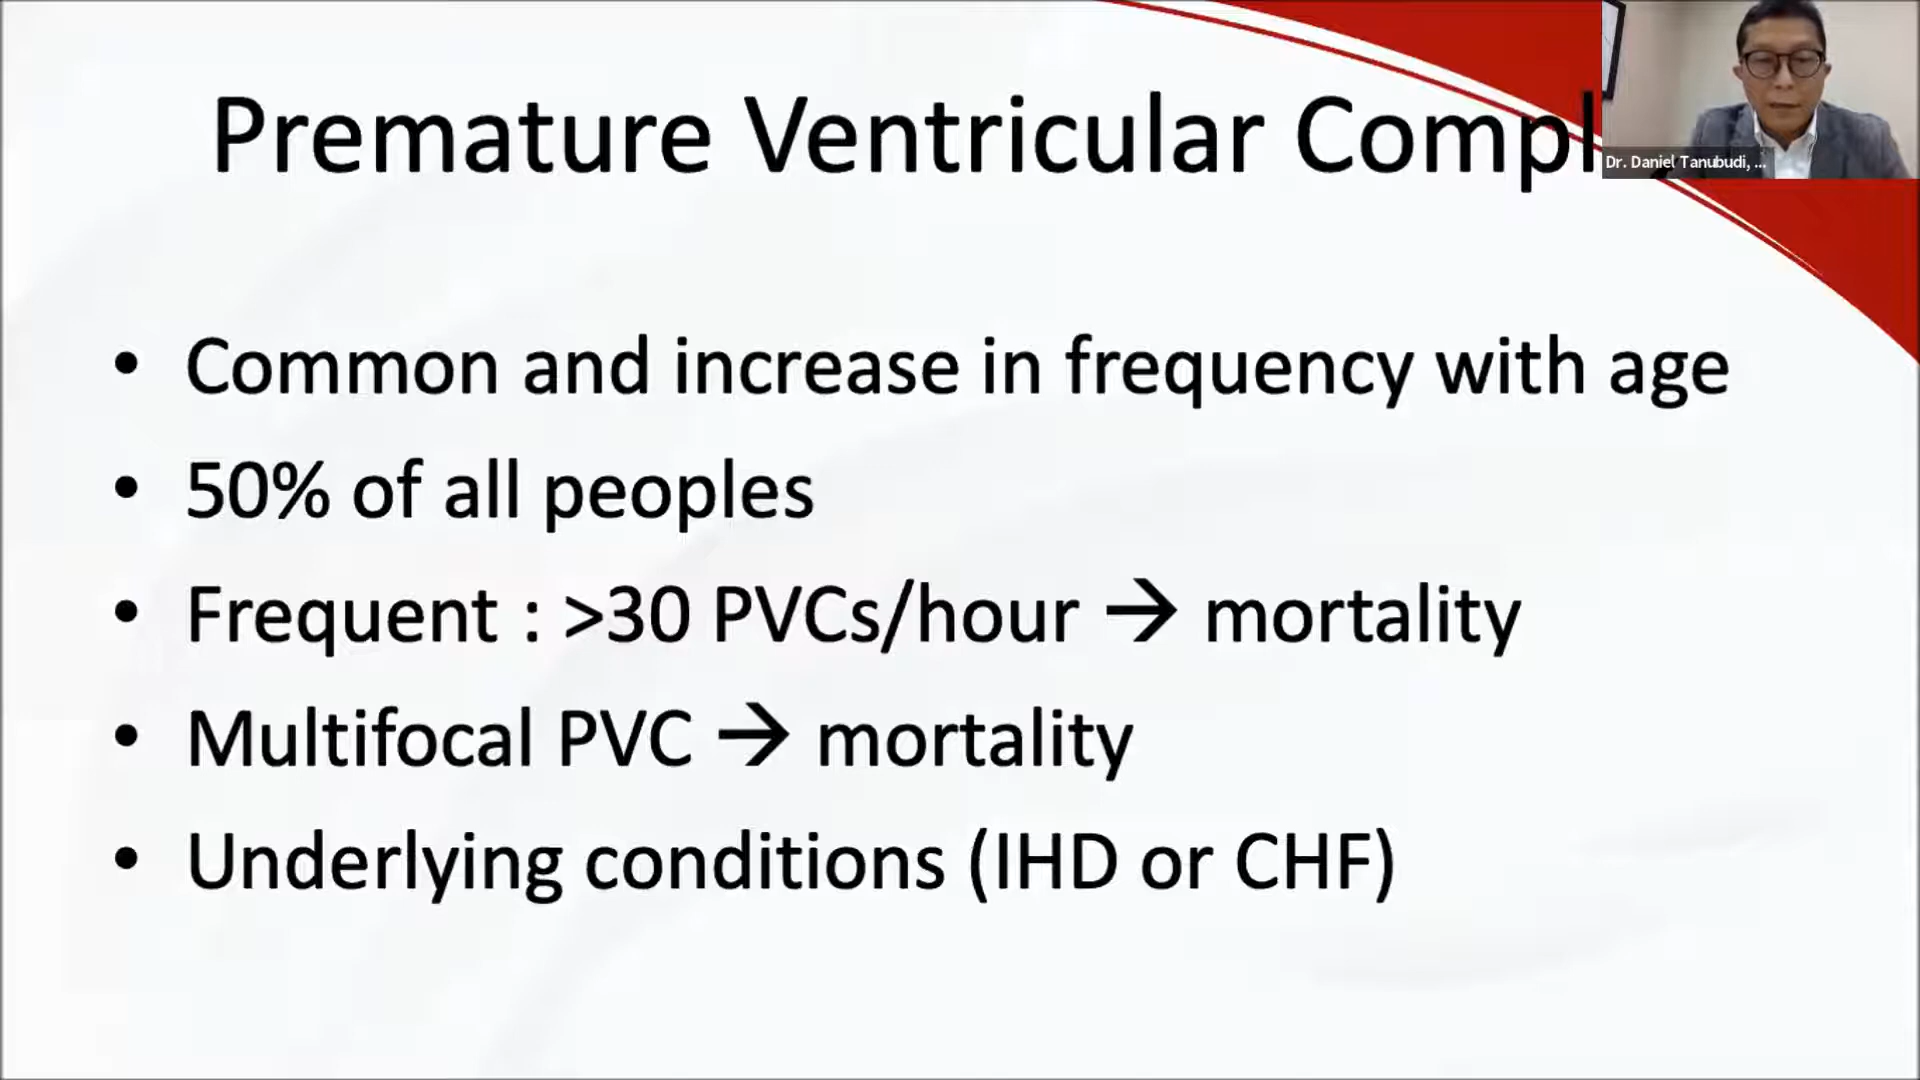 Premature Ventricular Compl
Dr. Daniel Tanubudi, ...
• Common and increase in frequency with age
• 50% of all peoples
• Frequent : >30 PVCs/hour → mortality
• Multifocal PVC → mortality
• Underlying conditions (IHD or CHF)